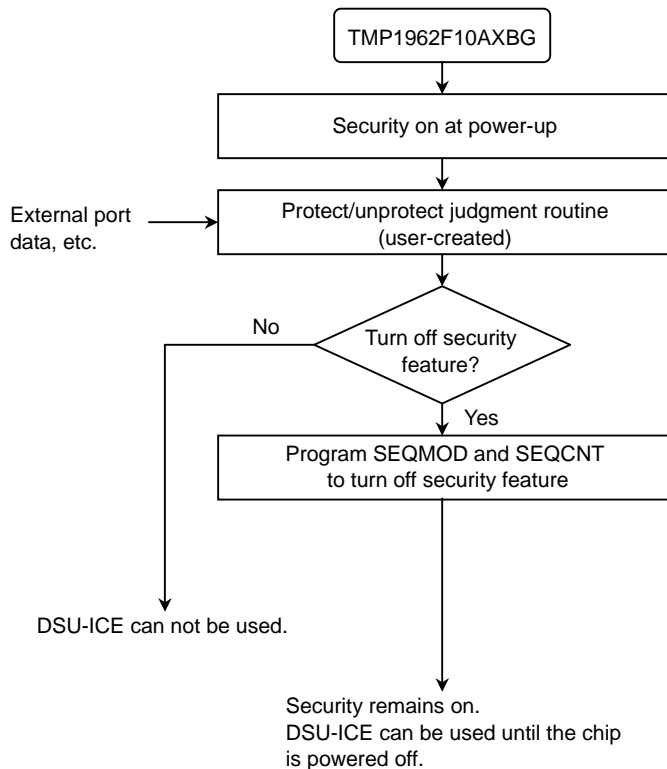 TMP1962F10AXBG
Security on at power-up
External port
data, etc.
Protect/unprotect judgment routine
(user-created)
No
Turn off security
feature?
Yes
Program SEQMOD and SEQCNT
to turn off security feature
DSU-ICE can not be used.
Security remains on.
DSU-ICE can be used until the chip
is powered off.